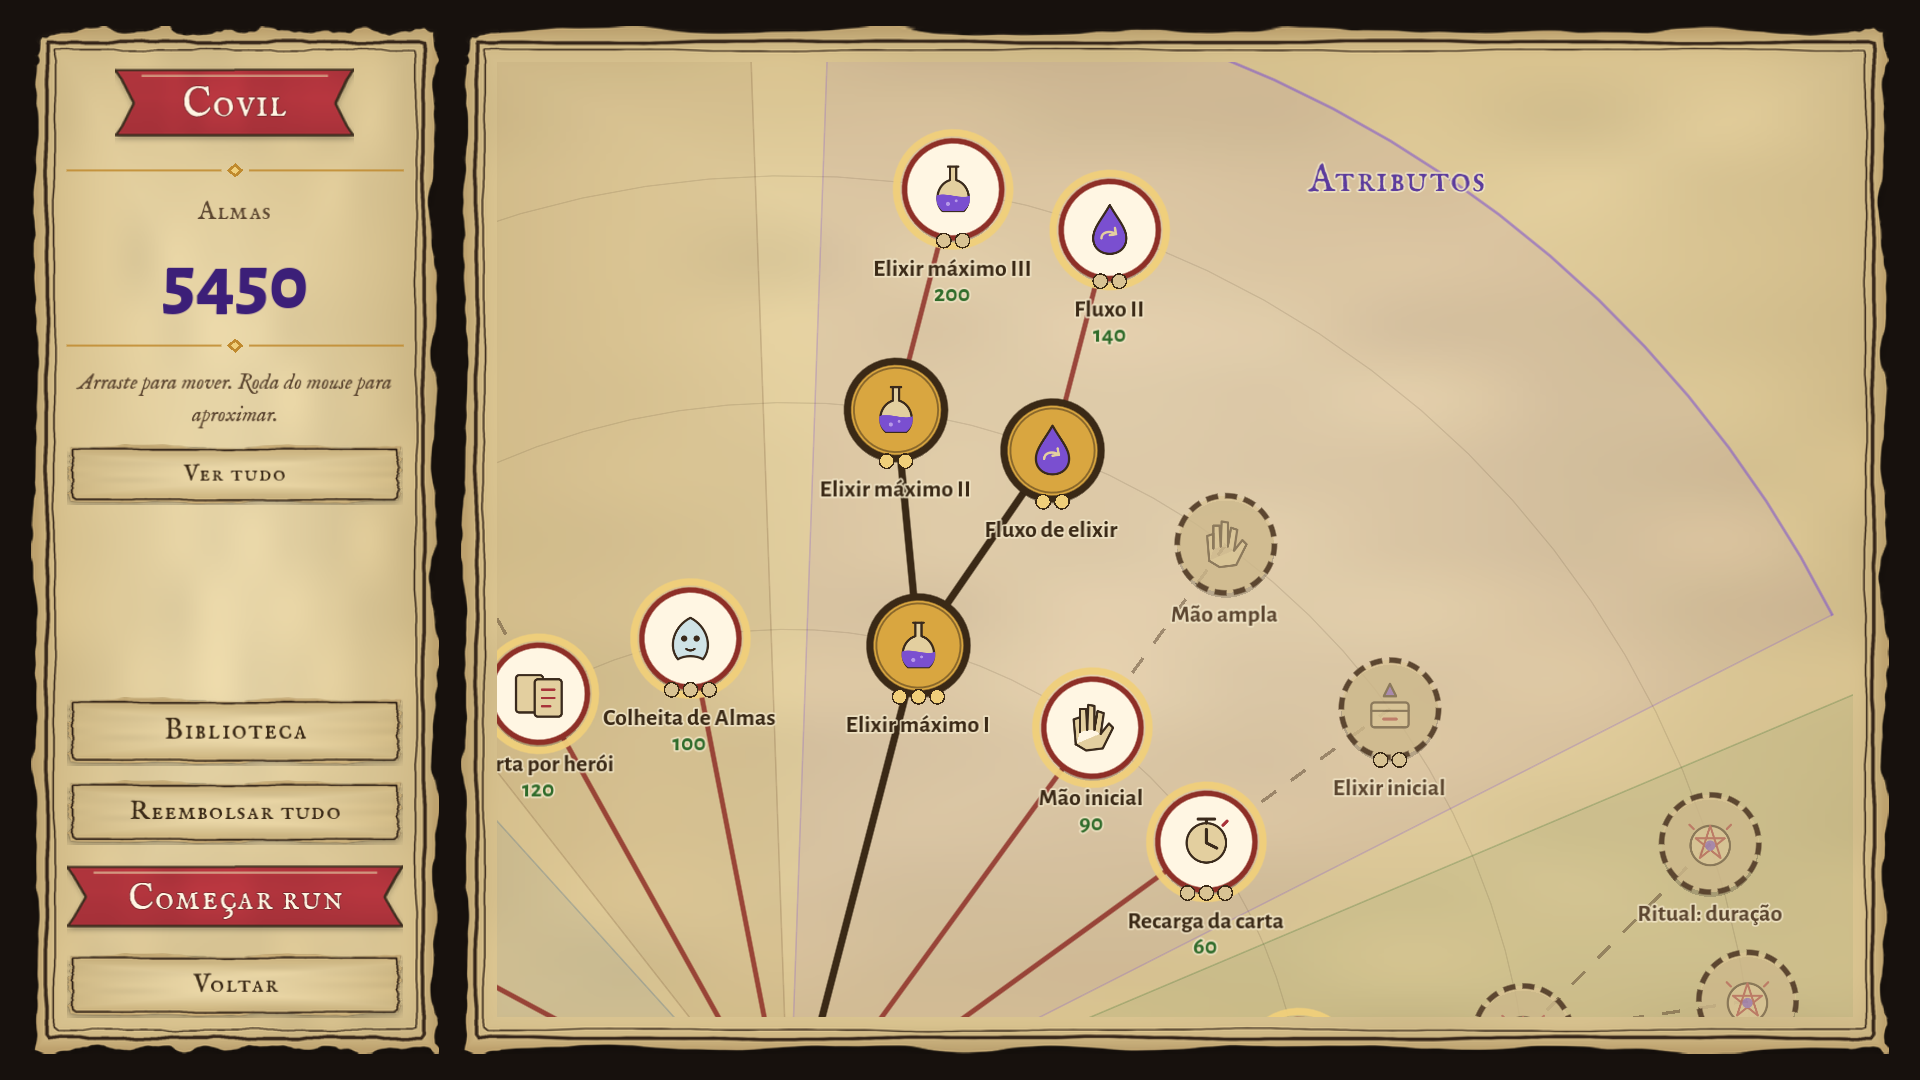 Covil
Almas
5450
Arraste para mover. Roda do mouse para
aproximar.
Ver tudo
Biblioteca
Reembolsar tudo
Começar run
Voltar
Atributos
Elixir máximo III
200
Fluxo II
140
Elixir máximo II
Fluxo de elixir
Mão ampla
Colheita de Almas
100
Elixir máximo I
rta por herói
120
Mão inicial
90
Elixir inicial
Recarga da carta
60
Ritual: duração